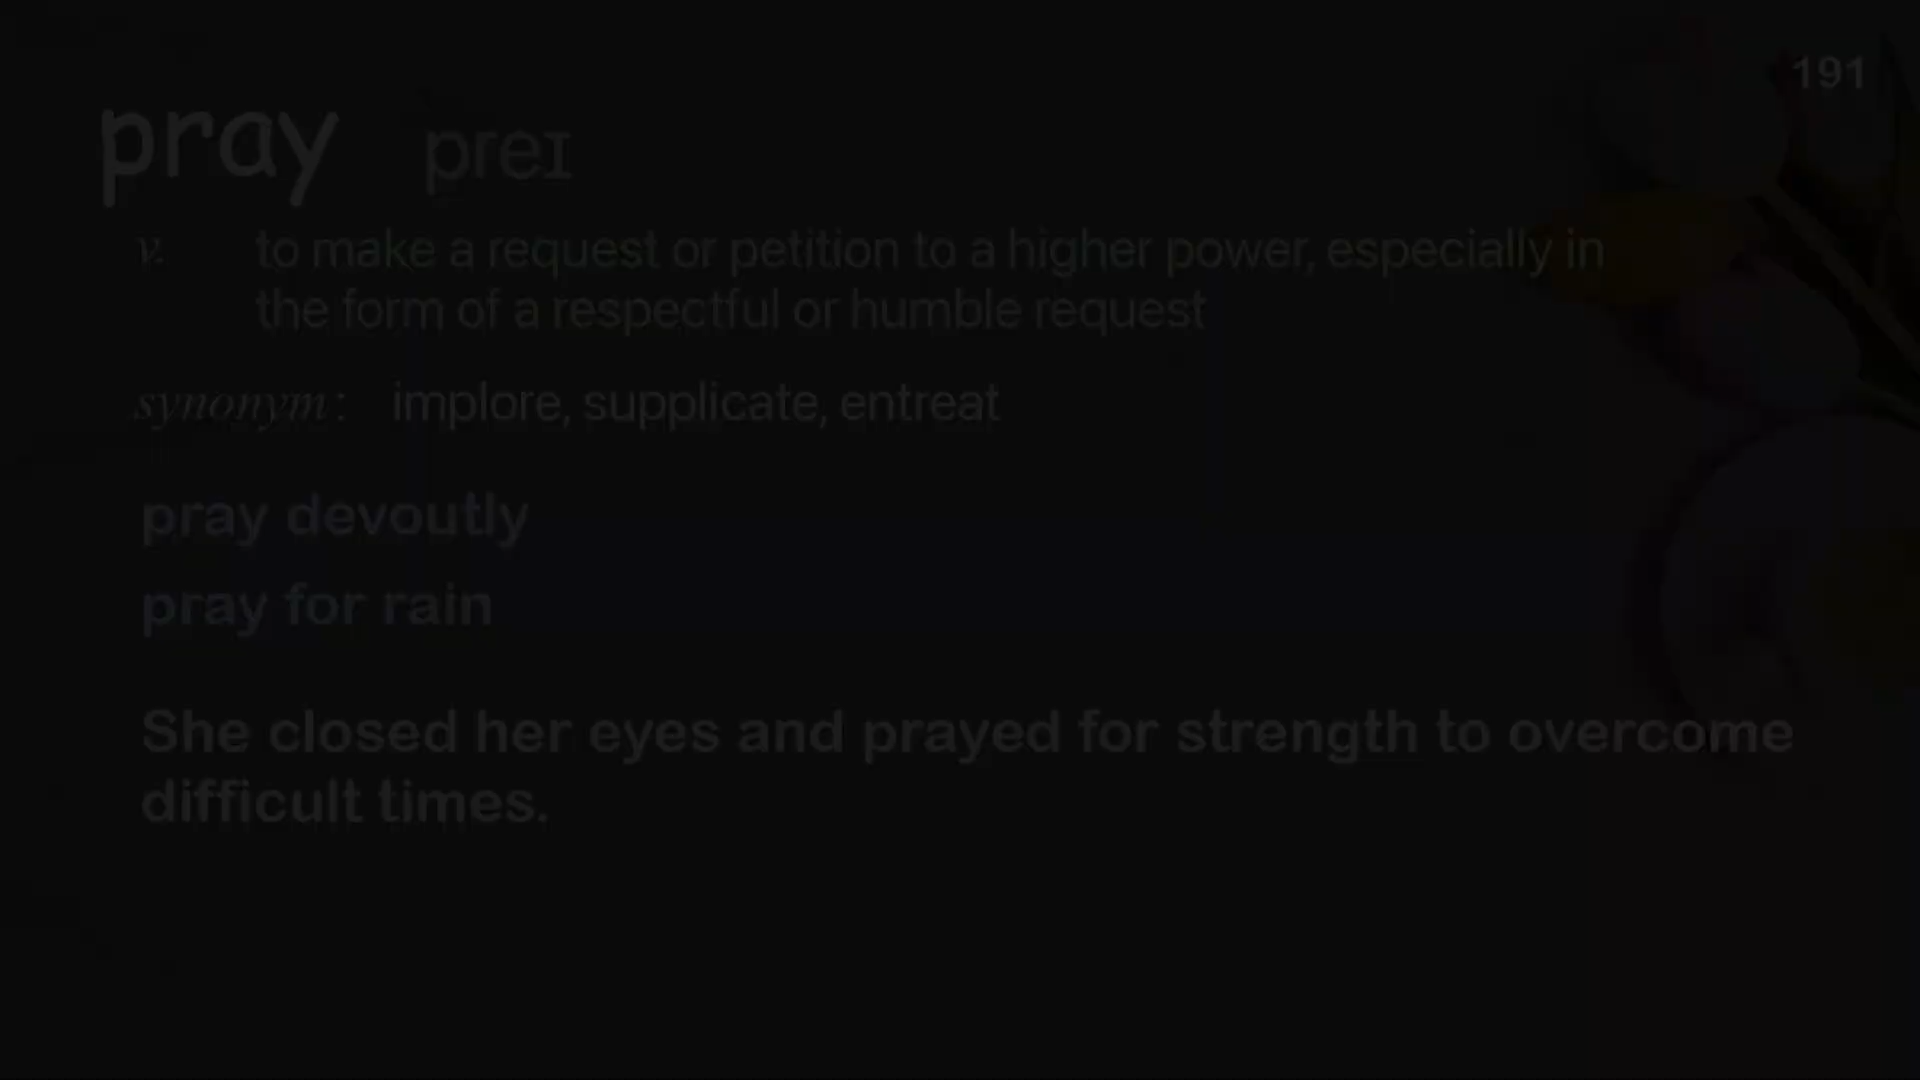 191
pray preɪ
v. to make a request or petition to a higher power, especially in
the form of a respectful or humble request
synonym: implore, supplicate, entreat
pray devoutly
pray for rain
She closed her eyes and prayed for strength to overcome
difficult times.